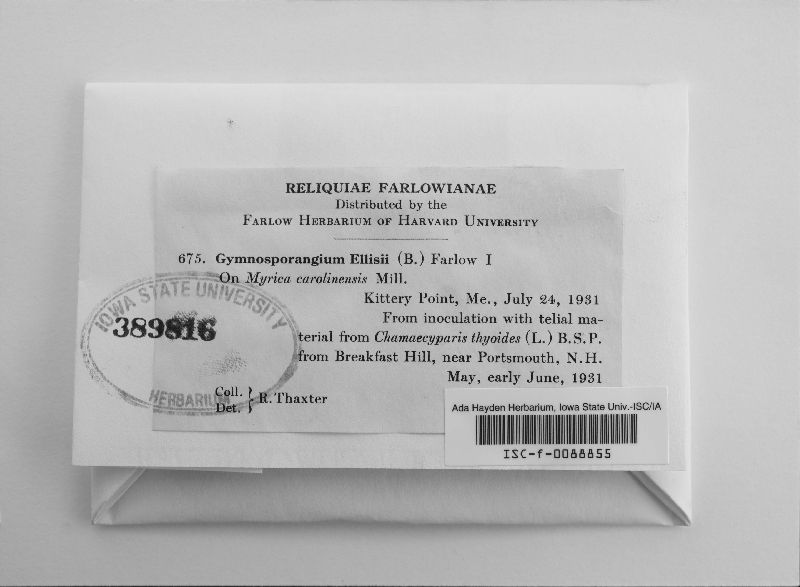 RELIQUIAE FARLOWIANAE
Distributed by the
FARLOW HERBARIUM OF HARVARD UNIVERSITY
675. Gymnosporangium Ellisii (B.) Farlow I
On Myrica carolinensis Mill.
Kittery Point, Me., July 24, 1931
From inoculation with telial ma-
terial from Chamaecyparis thyoides (L.) B.S.P.
from Breakfast Hill, near Portsmouth, N.H.
May, early June, 1931
Coll. } R. Thaxter
Det.
IOWA STATE UNIVERSITY
389816
HERBARIUM
Ada Hayden Herbarium, Iowa State Univ.-ISC/IA
ISC-f-0088855